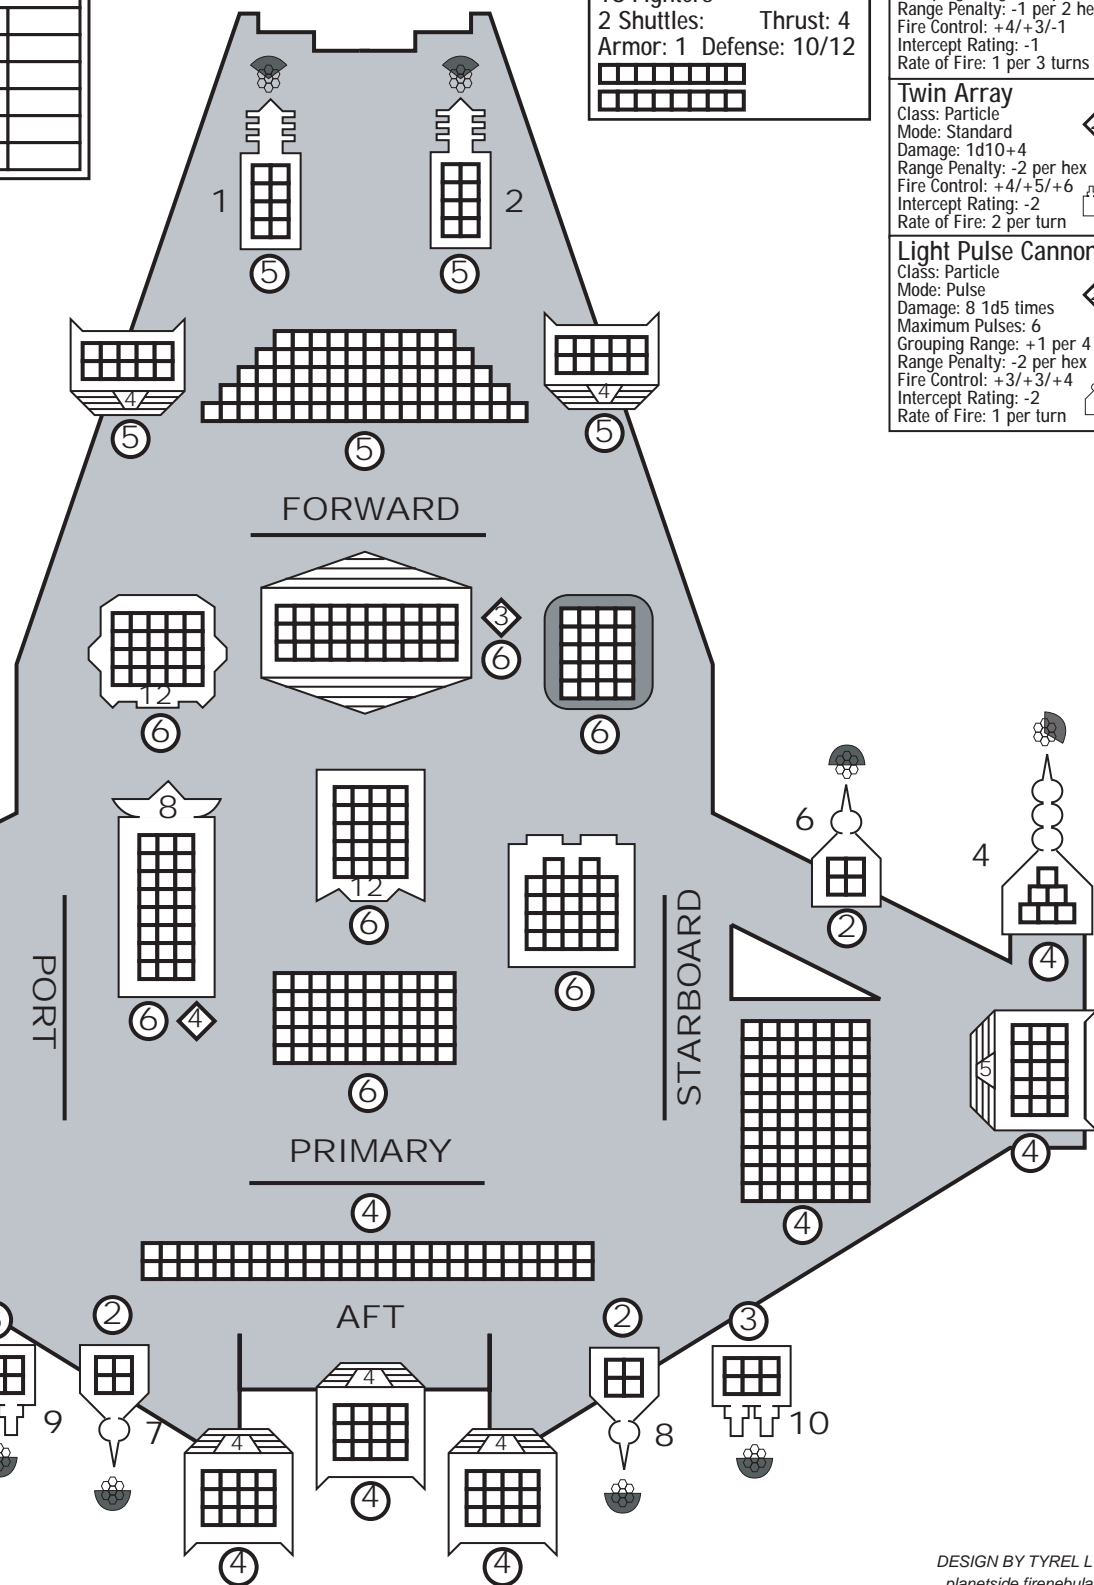 2 Shuttles: Thrust: 4
Armor: 1 Defense: 10/12
Range Penalty: -1 per 2
Fire Control: +4/+3/-1
Intercept Rating: -1
Rate of Fire: 1 per 3 turns
Twin Array
Class: Particle
Mode: Standard
Damage: 1d10+4
Range Penalty: -2 per hex
Fire Control: +4/+5/+6
Intercept Rating: -2
Rate of Fire: 2 per turn
Light Pulse Cannon
Class: Particle
Mode: Pulse
Damage: 8 1d5 times
Maximum Pulses: 6
Grouping Range: +1 per 4
Range Penalty: -2 per hex
Fire Control: +3/+3/+4
Intercept Rating: -2
Rate of Fire: 1 per turn
1
2
5
5
4
4
5
5
5
FORWARD
3
6
12
6
6
8
12
6
6
4
6
6
PORT
STARBOARD
6
2
4
4
5
4
4
PRIMARY
4
AFT
2
2
3
9
7
8
10
4
4
4
4
4
4
DESIGN BY TYREL L